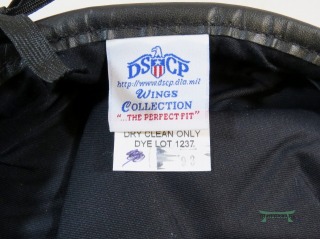 DSCP
http://www.dscp.dla.mil
WINGS
COLLECTION
"...THE PERFECT FIT"
DRY CLEAN ONLY
DYE LOT 1237